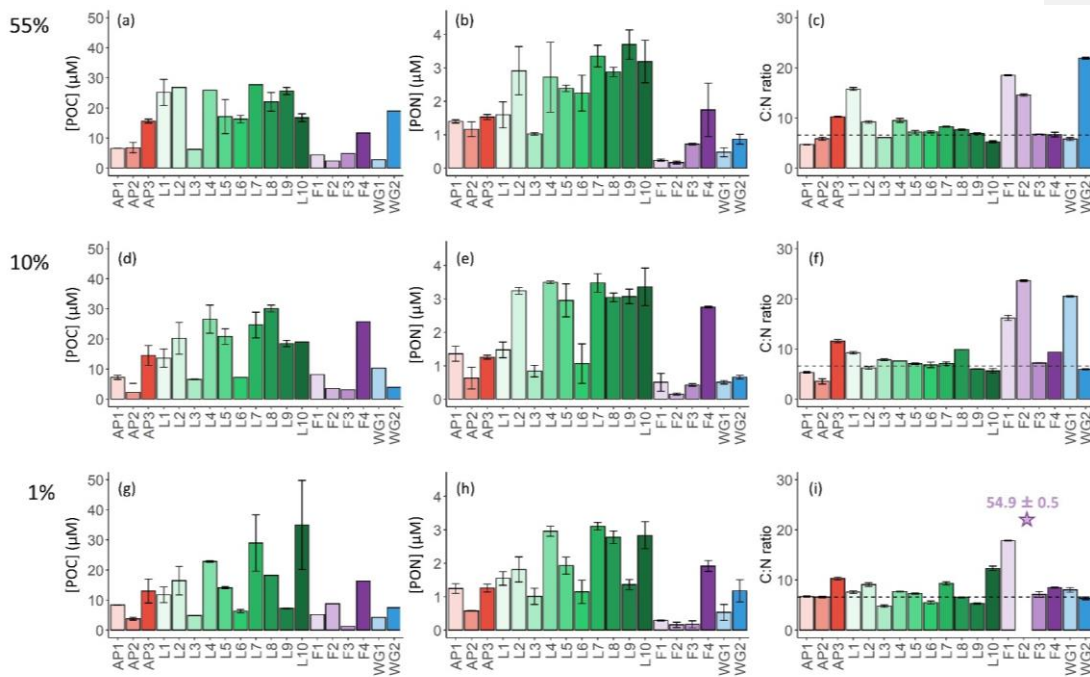 55%
(a)
[POC] (µM)
50
40
30
20
10
0
AP1 AP2 AP3 L1 L2 L3 L4 L5 L6 L7 L8 L9 L10 F1 F2 F3 F4 WG1 WG2
(b)
[PON] (µM)
4
3
2
1
0
AP1 AP2 AP3 L1 L2 L3 L4 L5 L6 L7 L8 L9 L10 F1 F2 F3 F4 WG1 WG2
(c)
C:N ratio
30
20
10
0
AP1 AP2 AP3 L1 L2 L3 L4 L5 L6 L7 L8 L9 L10 F1 F2 F3 F4 WG1 WG2
10%
(d)
[POC] (µM)
50
40
30
20
10
0
AP1 AP2 AP3 L1 L2 L3 L4 L5 L6 L7 L8 L9 L10 F1 F2 F3 F4 WG1 WG2
(e)
[PON] (µM)
4
3
2
1
0
AP1 AP2 AP3 L1 L2 L3 L4 L5 L6 L7 L8 L9 L10 F1 F2 F3 F4 WG1 WG2
(f)
C:N ratio
30
20
10
0
AP1 AP2 AP3 L1 L2 L3 L4 L5 L6 L7 L8 L9 L10 F1 F2 F3 F4 WG1 WG2
1%
(g)
[POC] (µM)
50
40
30
20
10
0
AP1 AP2 AP3 L1 L2 L3 L4 L5 L6 L7 L8 L9 L10 F1 F2 F3 F4 WG1 WG2
(h)
[PON] (µM)
4
3
2
1
0
AP1 AP2 AP3 L1 L2 L3 L4 L5 L6 L7 L8 L9 L10 F1 F2 F3 F4 WG1 WG2
(i)
54.9 ± 0.5
C:N ratio
30
20
10
0
AP1 AP2 AP3 L1 L2 L3 L4 L5 L6 L7 L8 L9 L10 F1 F2 F3 F4 WG1 WG2